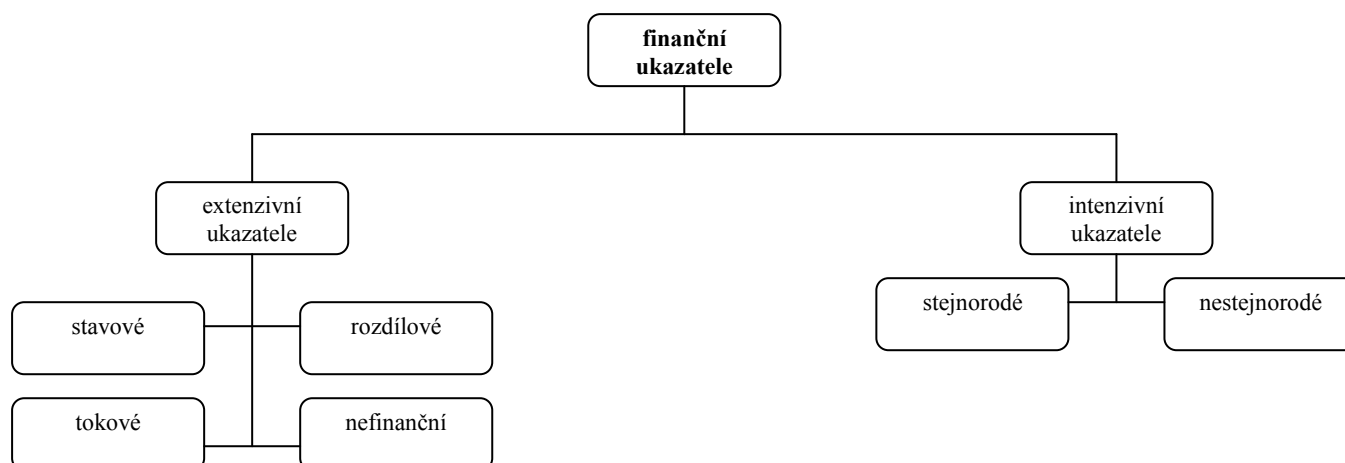 finanční
ukazatele
extenzivní
ukazatele
intenzivní
ukazatele
stavové
rozdílové
stejnorodé
nestejnorodé
tokové
nefinanční